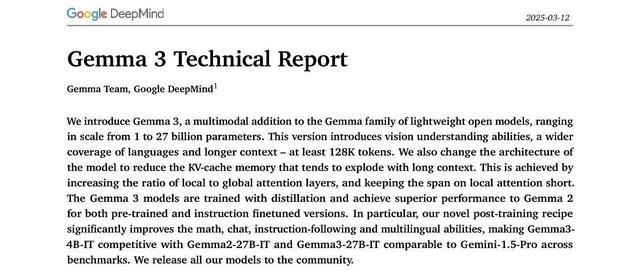 Google DeepMind
2025-03-12
Gemma 3 Technical Report
Gemma Team, Google DeepMind1
We introduce Gemma 3, a multimodal addition to the Gemma family of lightweight open models, ranging
in scale from 1 to 27 billion parameters. This version introduces vision understanding abilities, a wider
coverage of languages and longer context – at least 128K tokens. We also change the architecture of
the model to reduce the KV-cache memory that tends to explode with long context. This is achieved by
increasing the ratio of local to global attention layers, and keeping the span on local attention short.
The Gemma 3 models are trained with distillation and achieve superior performance to Gemma 2
for both pre-trained and instruction finetuned versions. In particular, our novel post-training recipe
significantly improves the math, chat, instruction-following and multilingual abilities, making Gemma3-
4B-IT competitive with Gemma2-27B-IT and Gemma3-27B-IT comparable to Gemini-1.5-Pro across
benchmarks. We release all our models to the community.